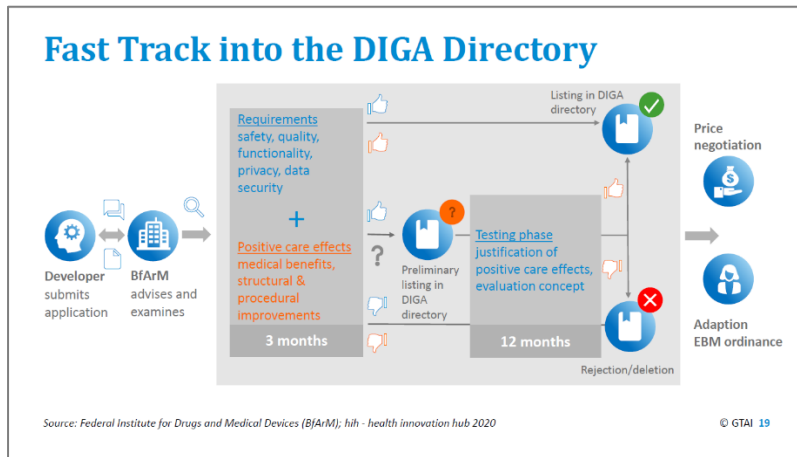 Fast Track into the DIGA Directory
Developer
submits
application
BfArM
advises and
examines
Requirements
safety, quality,
functionality,
privacy, data
security
+
Positive care effects
medical benefits,
structural &
procedural
improvements
3 months
?
?
Preliminary
listing in
DIGA
directory
Testing phase
justification of
positive care effects,
evaluation concept
12 months
Listing in DIGA
directory
Rejection/deletion
Price
negotiation
$
Adaption
EBM ordinance
Source: Federal Institute for Drugs and Medical Devices (BfArM); hih - health innovation hub 2020
© GTAI 19